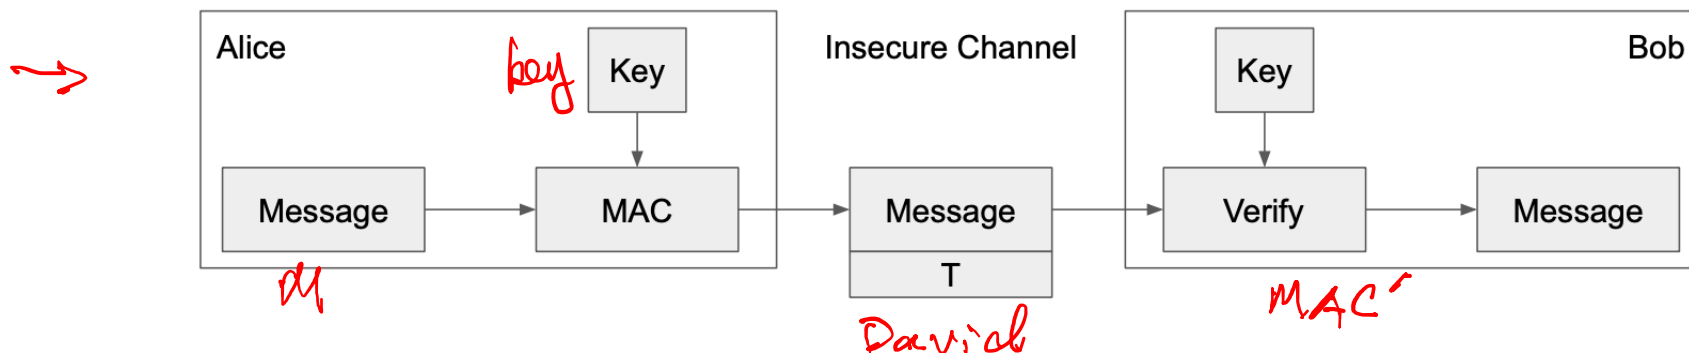 Alice
Insecure Channel
Bob
key
Key
Key
Message
MAC
Message
Verify
Message
T
M
MAC'
David